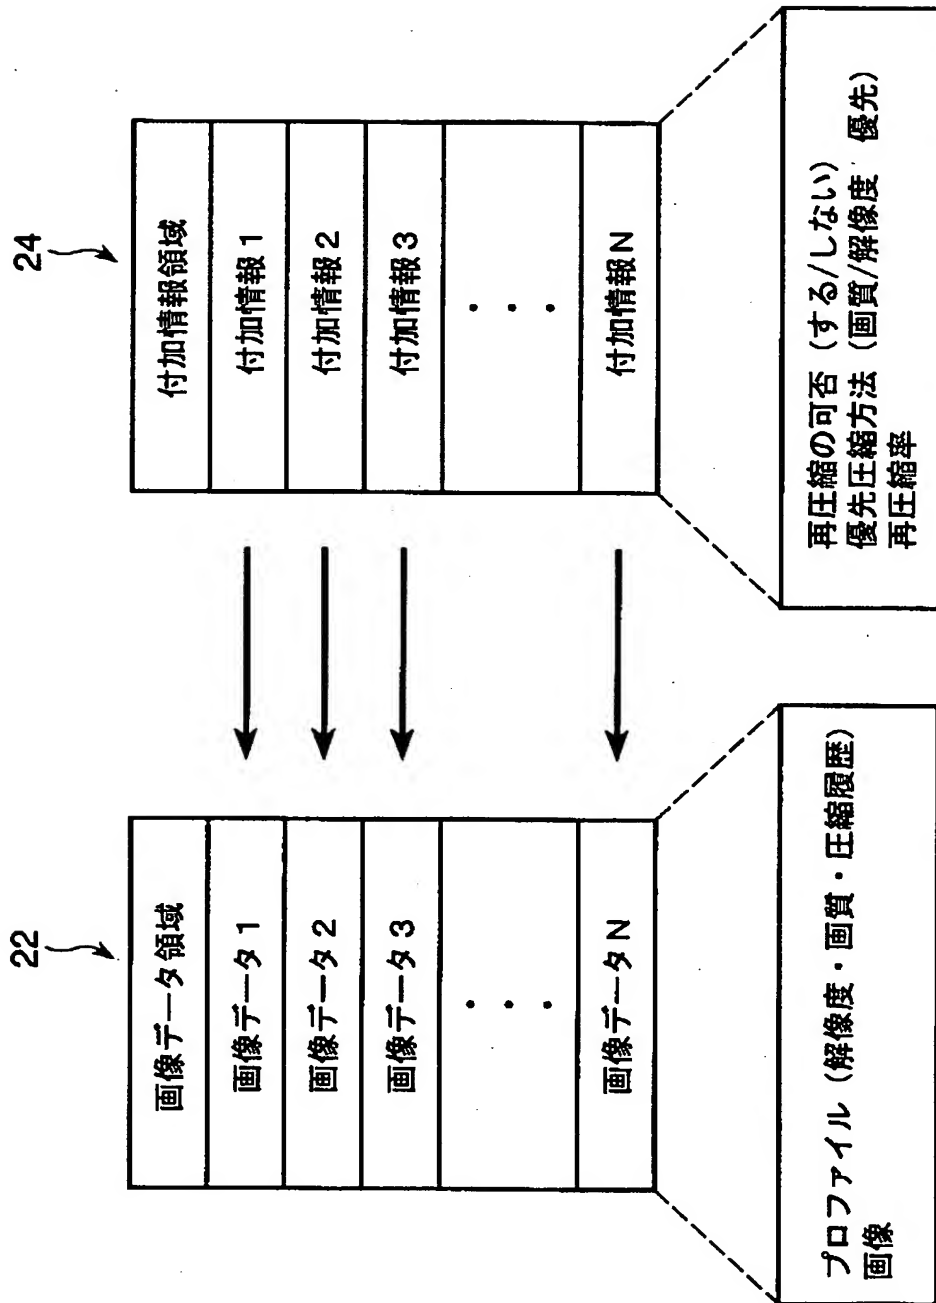 22
画像データ領域
画像データ1
画像データ2
画像データ3
・・・
画像データN
プロファイル（解像度・画質・圧縮履歴）
画像
24
付加情報領域
付加情報1
付加情報2
付加情報3
・・・
付加情報N
再圧縮の可否（する/しない）
優先圧縮方法（画質/解像度 優先）
再圧縮率